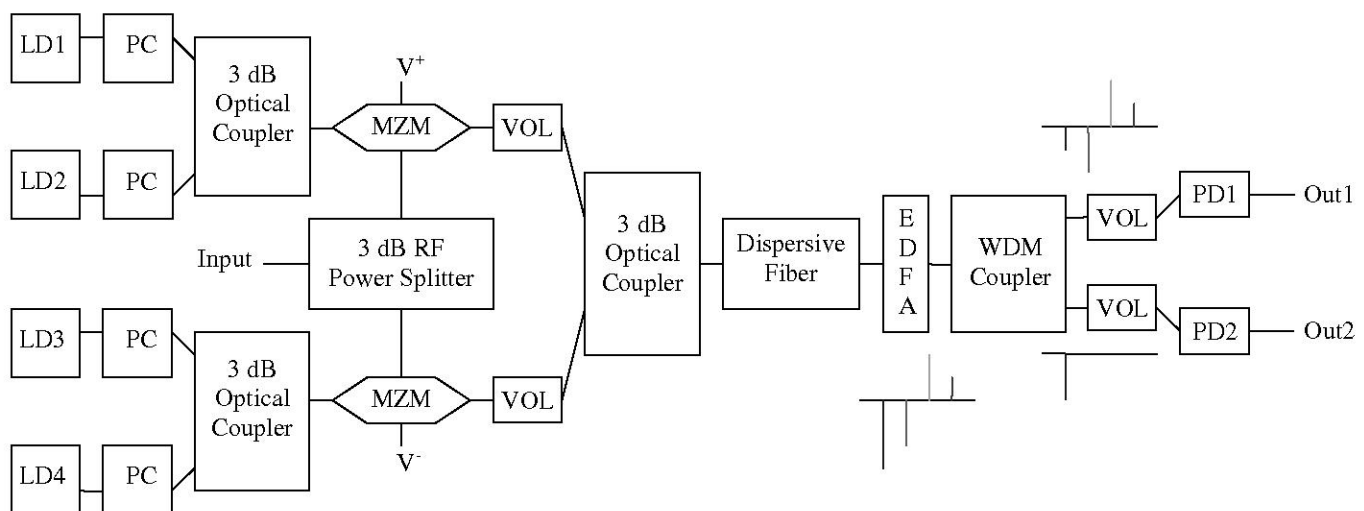 LD1
PC
3 dB
Optical
Coupler
LD2
PC
V+
MZM
VOL
Input
3 dB RF
Power Splitter
LD3
PC
3 dB
Optical
Coupler
LD4
PC
MZM
V-
VOL
3 dB
Optical
Coupler
Dispersive
Fiber
E
D
F
A
WDM
Coupler
VOL
PD1
Out1
VOL
PD2
Out2